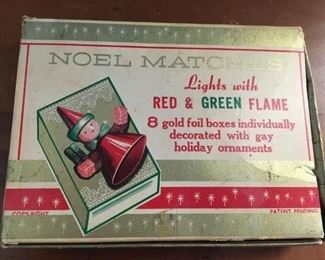 NOEL MATCHES
Lights with
RED & GREEN FLAME
8 gold foil boxes individually
decorated with gay
holiday ornaments
COPYRIGHT
PATENT PENDING